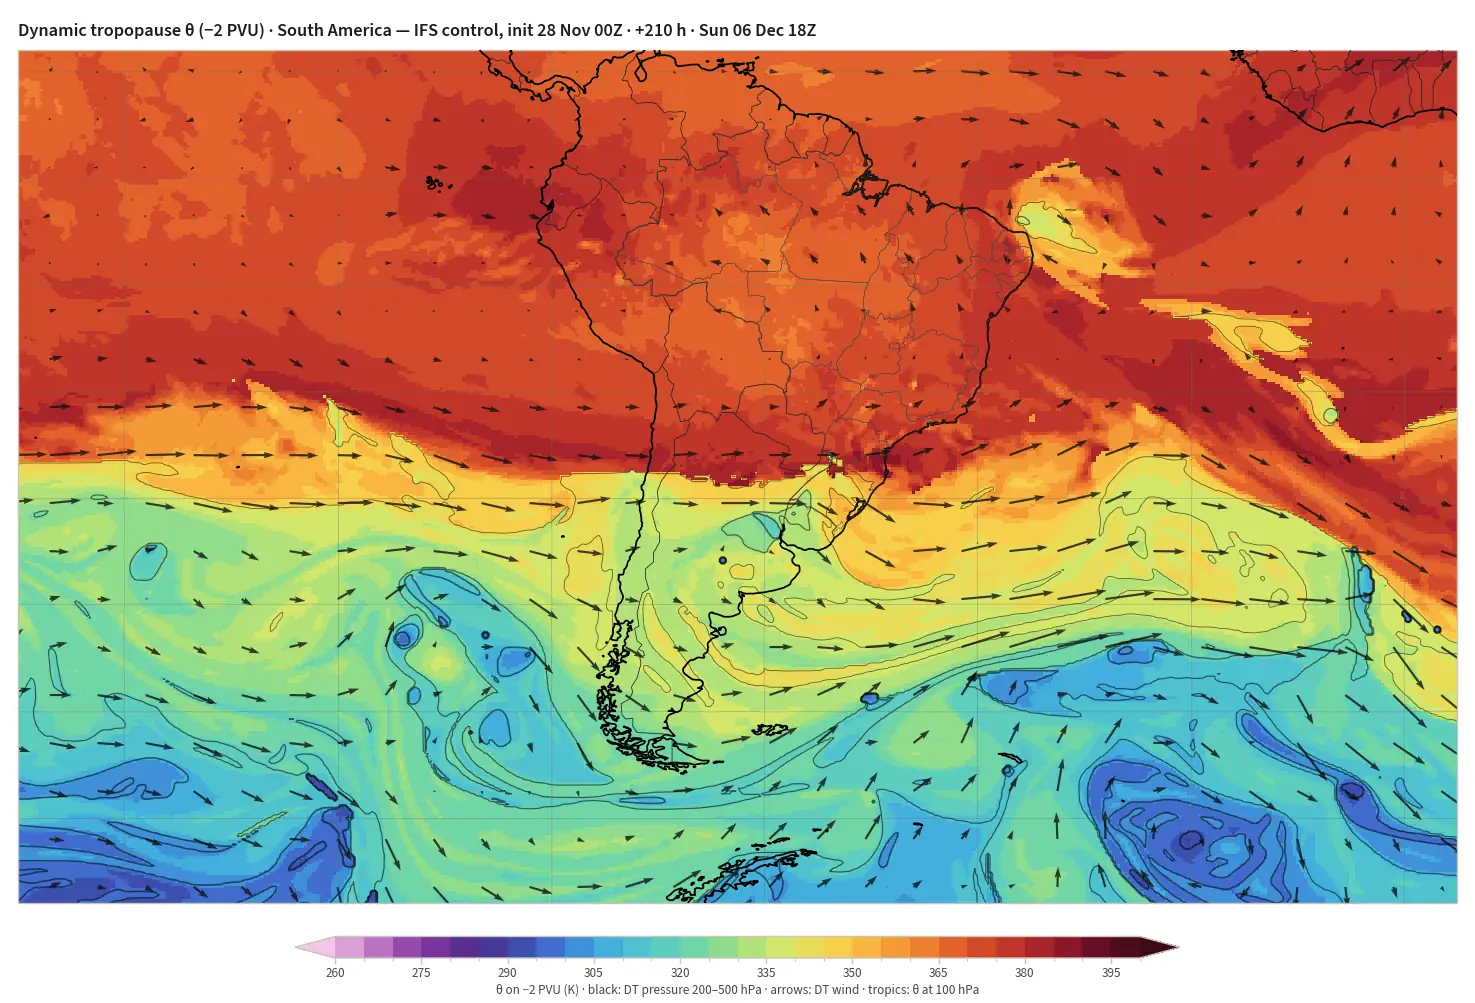 Dynamic tropopause θ (−2 PVU) · South America — IFS control, init 28 Nov 00Z · +210 h · Sun 06 Dec 18Z
260 275 290 305 320 335 350 365 380 395
θ on −2 PVU (K) · black: DT pressure 200–500 hPa · arrows: DT wind · tropics: θ at 100 hPa